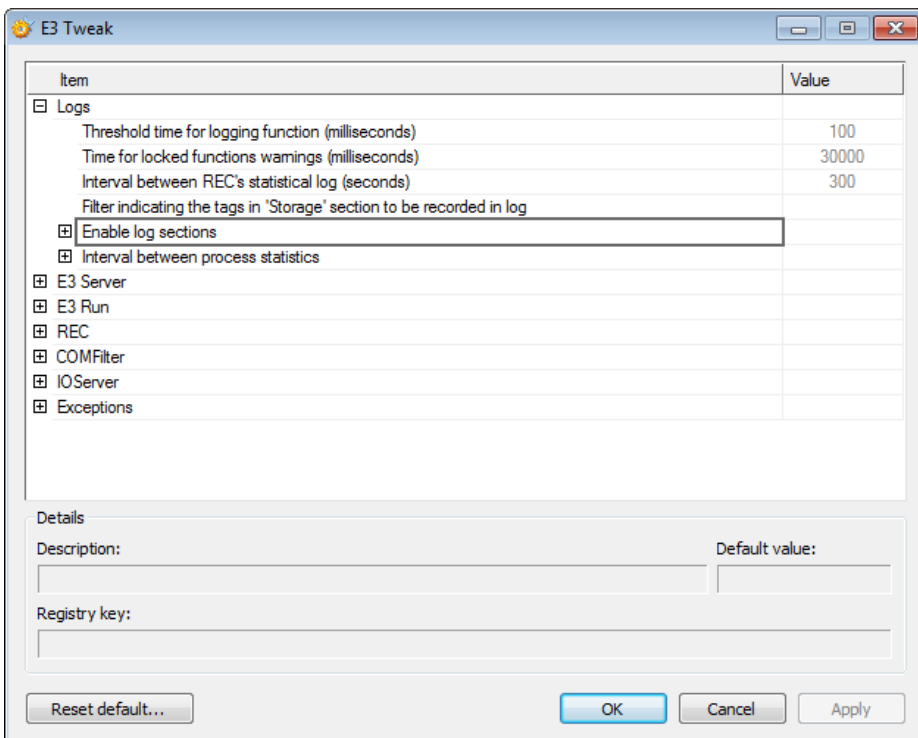 E3 Tweak
Item Value
Logs
Threshold time for logging function (milliseconds) 100
Time for locked functions warnings (milliseconds) 30000
Interval between REC's statistical log (seconds) 300
Filter indicating the tags in 'Storage' section to be recorded in log
Enable log sections
Interval between process statistics
E3 Server
E3 Run
REC
COMFilter
IOServer
Exceptions
Details
Description: Default value:
Registry key:
Reset default... OK Cancel Apply